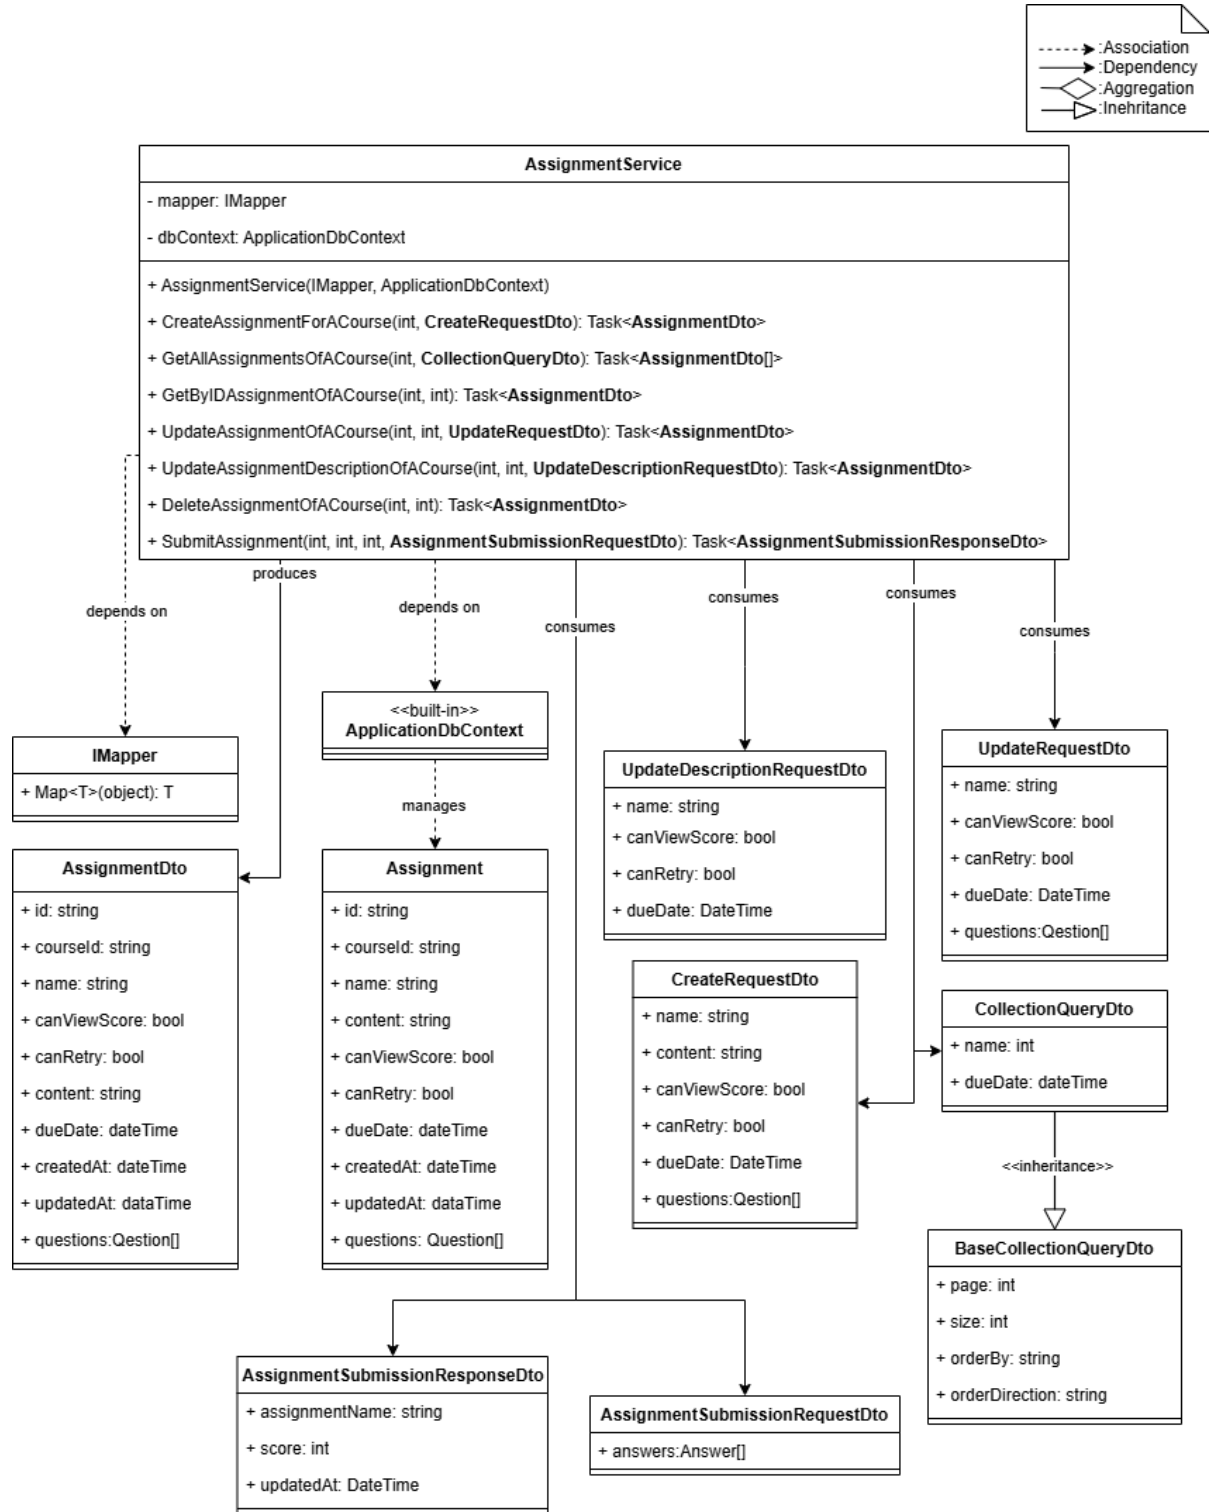 :Association
:Dependency
:Aggregation
:Inehritance
AssignmentService
- mapper: IMapper
- dbContext: ApplicationDbContext
+ AssignmentService(IMapper, ApplicationDbContext)
+ CreateAssignmentForACourse(int, CreateRequestDto): Task<AssignmentDto>
+ GetAllAssignmentsOfACourse(int, CollectionQueryDto): Task<AssignmentDto[]>
+ GetByIDAssignmentOfACourse(int, int): Task<AssignmentDto>
+ UpdateAssignmentOfACourse(int, int, UpdateRequestDto): Task<AssignmentDto>
+ UpdateAssignmentDescriptionOfACourse(int, int, UpdateDescriptionRequestDto): Task<AssignmentDto>
+ DeleteAssignmentOfACourse(int, int): Task<AssignmentDto>
+ SubmitAssignment(int, int, int, AssignmentSubmissionRequestDto): Task<AssignmentSubmissionResponseDto>
depends on
produces
depends on
consumes
consumes
consumes
consumes
IMapper
+ Map<T>(object): T
<<built-in>>
ApplicationDbContext
manages
UpdateDescriptionRequestDto
+ name: string
+ canViewScore: bool
+ canRetry: bool
+ dueDate: DateTime
UpdateRequestDto
+ name: string
+ canViewScore: bool
+ canRetry: bool
+ dueDate: DateTime
+ questions:Qestion[]
AssignmentDto
+ id: string
+ courseId: string
+ name: string
+ canViewScore: bool
+ canRetry: bool
+ content: string
+ dueDate: dateTime
+ createdAt: dateTime
+ updatedAt: dataTime
+ questions:Qestion[]
Assignment
+ id: string
+ courseId: string
+ name: string
+ content: string
+ canViewScore: bool
+ canRetry: bool
+ dueDate: dateTime
+ createdAt: dateTime
+ updatedAt: dataTime
+ questions: Question[]
CreateRequestDto
+ name: string
+ content: string
+ canViewScore: bool
+ canRetry: bool
+ dueDate: DateTime
+ questions:Qestion[]
CollectionQueryDto
+ name: int
+ dueDate: dateTime
<<inheritance>>
BaseCollectionQueryDto
+ page: int
+ size: int
+ orderBy: string
+ orderDirection: string
AssignmentSubmissionResponseDto
+ assignmentName: string
+ score: int
+ updatedAt: DateTime
AssignmentSubmissionRequestDto
+ answers:Answer[]